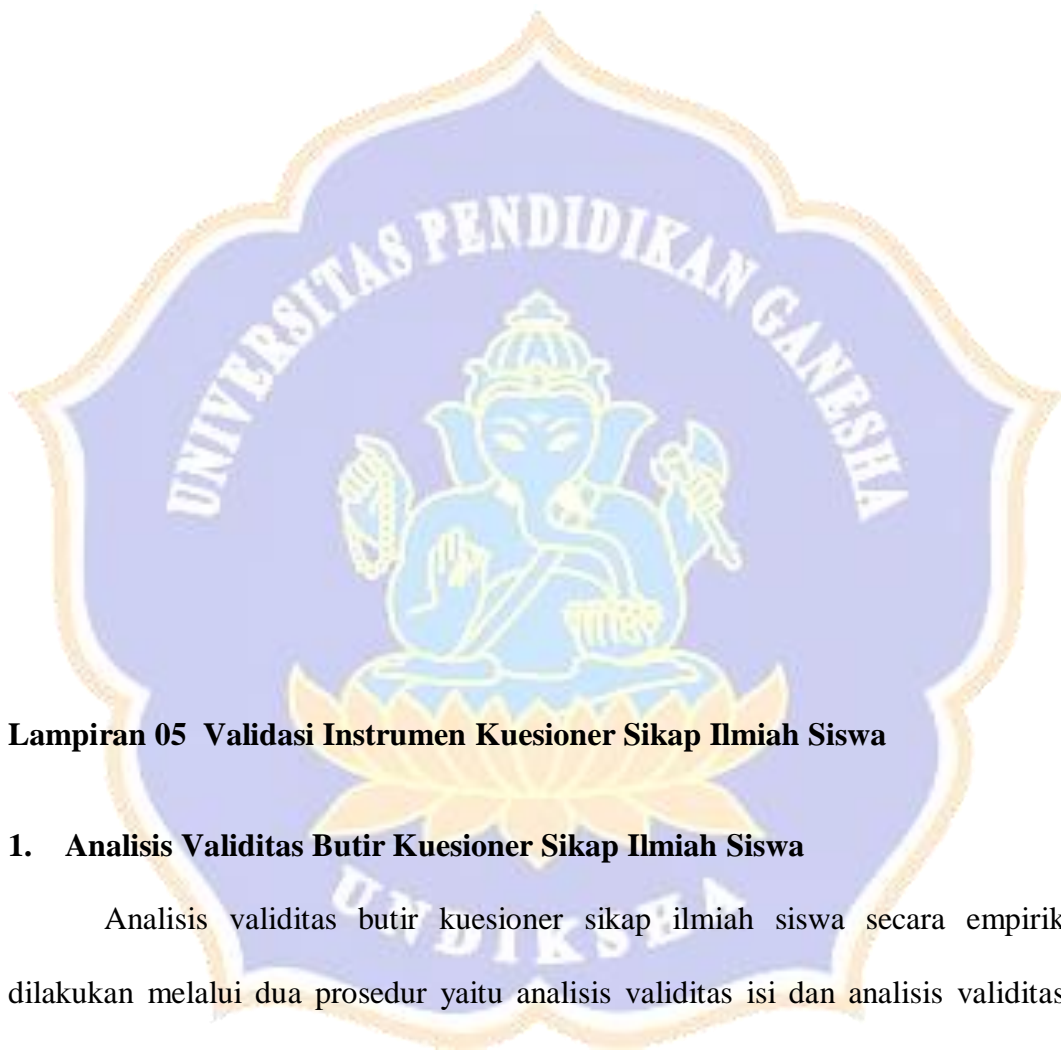 UNIVERSITAS PENDIDIKAN GANESHA
Lampiran 05 Validasi Instrumen Kuesioner Sikap Ilmiah Siswa
1. Analisis Validitas Butir Kuesioner Sikap Ilmiah Siswa
UNDIKSHA
Analisis validitas butir kuesioner sikap ilmiah siswa secara empirik
dilakukan melalui dua prosedur yaitu analisis validitas isi dan analisis validitas